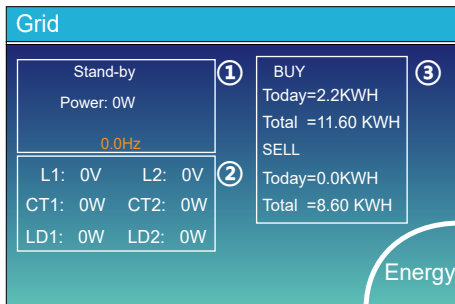 Grid
Stand-by
①
Power: 0W
0.0Hz
L1: 0V L2: 0V
②
CT1: 0W CT2: 0W
LD1: 0W LD2: 0W
BUY
③
Today=2.2KWH
Total =11.60 KWH
SELL
Today=0.0KWH
Total =8.60 KWH
Energy